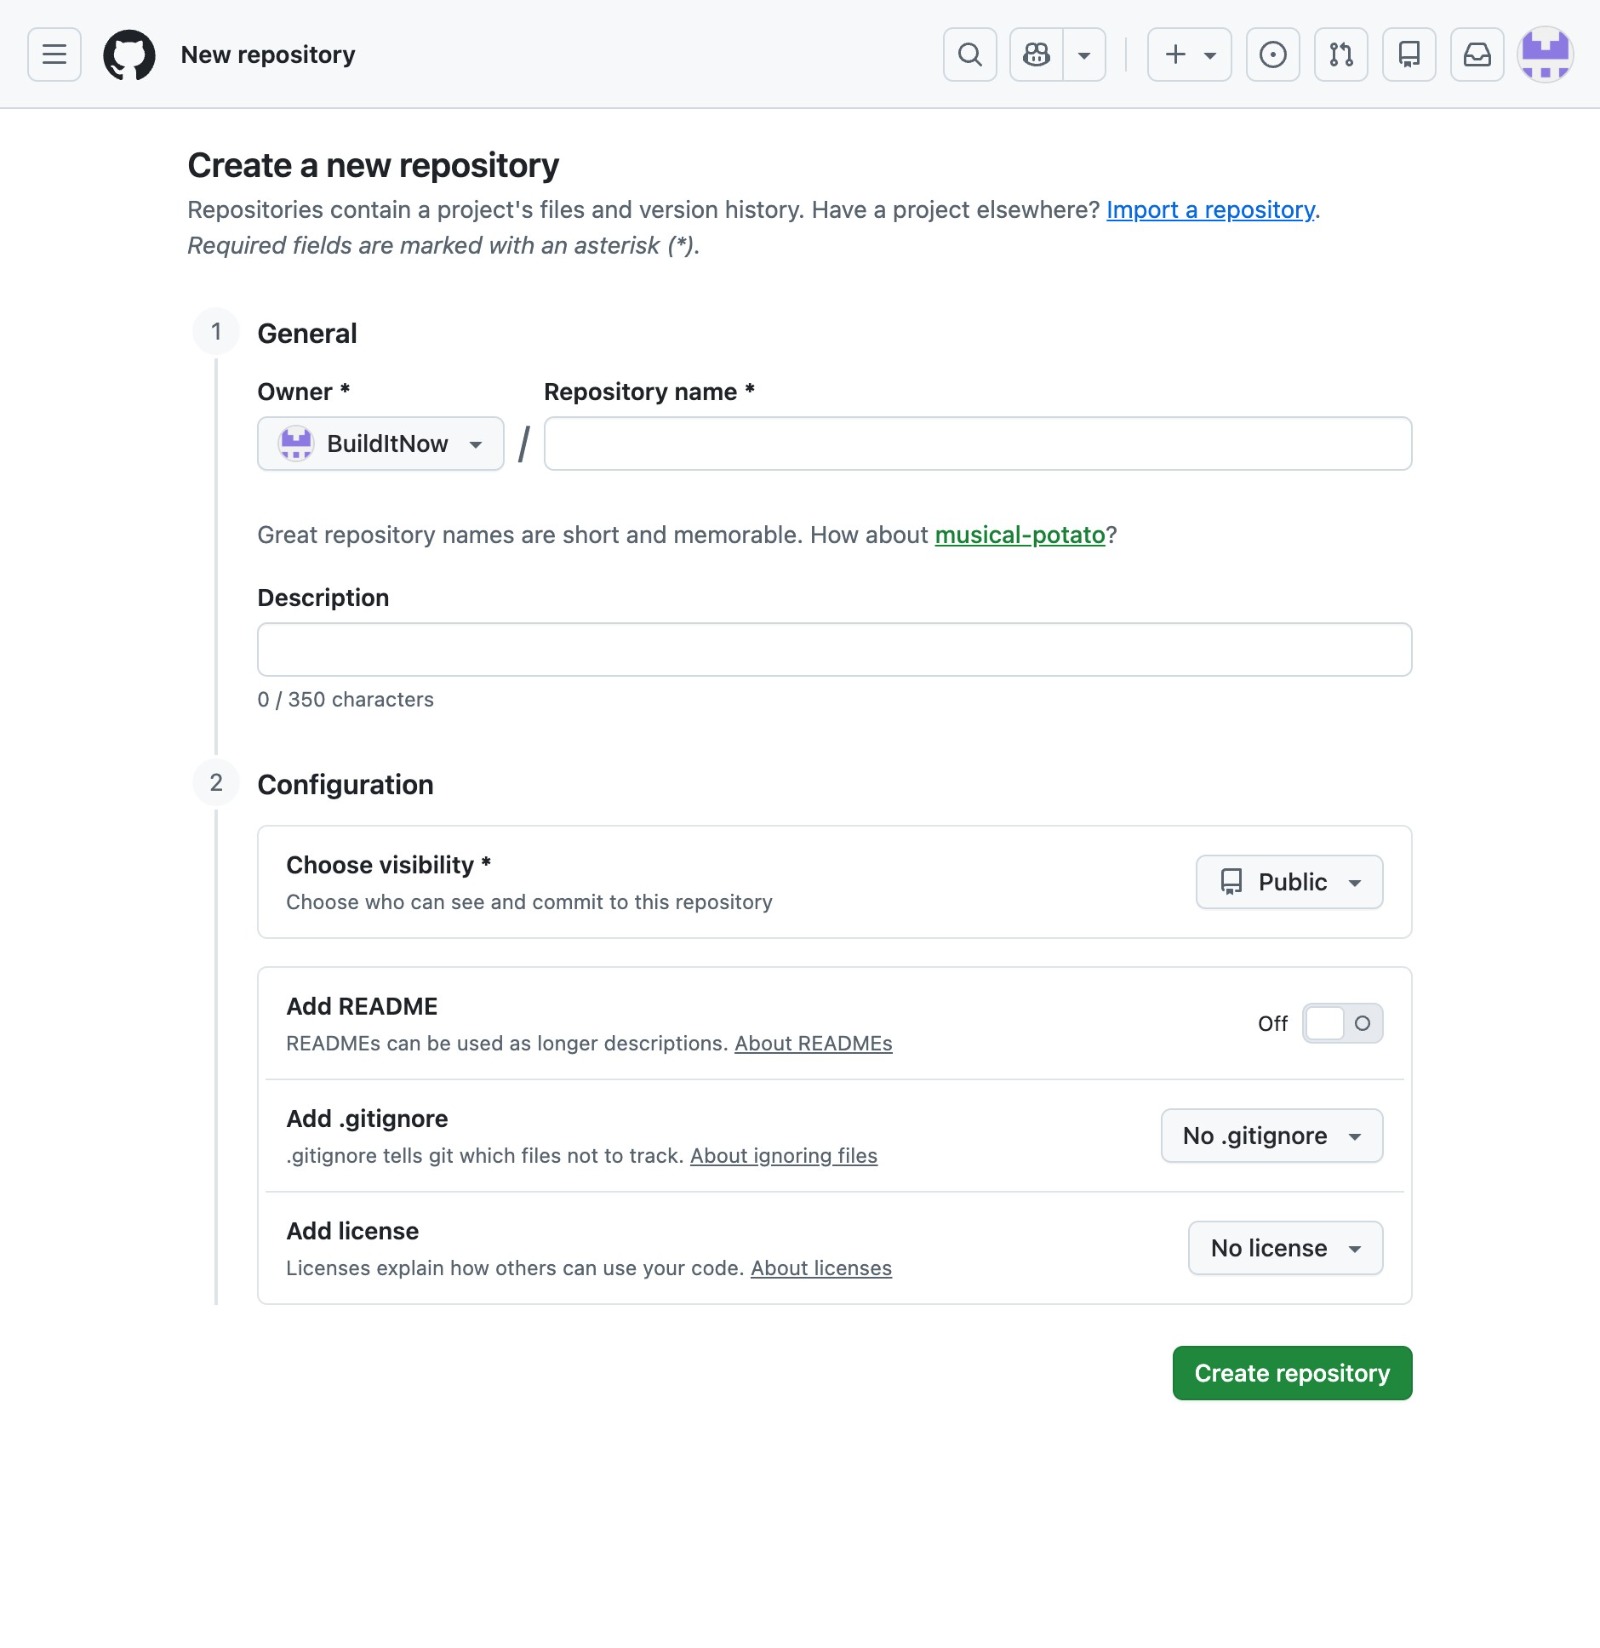 New repository
Create a new repository
Repositories contain a project's files and version history. Have a project elsewhere? Import a repository.
Required fields are marked with an asterisk (*).
1
General
Owner *
Repository name *
BuildItNow
/
Great repository names are short and memorable. How about musical-potato?
Description
0 / 350 characters
2
Configuration
Choose visibility *
Choose who can see and commit to this repository
Public
Add README
READMEs can be used as longer descriptions. About READMEs
Off
Add .gitignore
.gitignore tells git which files not to track. About ignoring files
No .gitignore
Add license
Licenses explain how others can use your code. About licenses
No license
Create repository